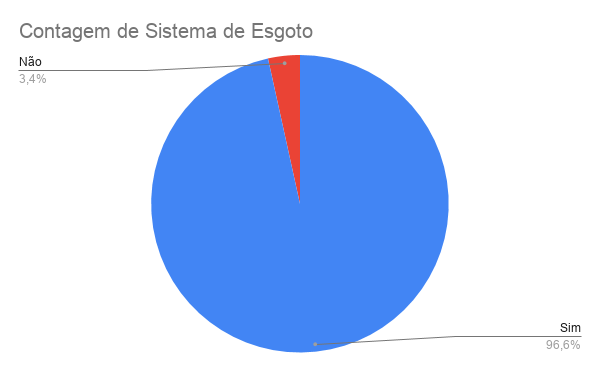 Contagem de Sistema de Esgoto
Não
3,4%
Sim
96,6%